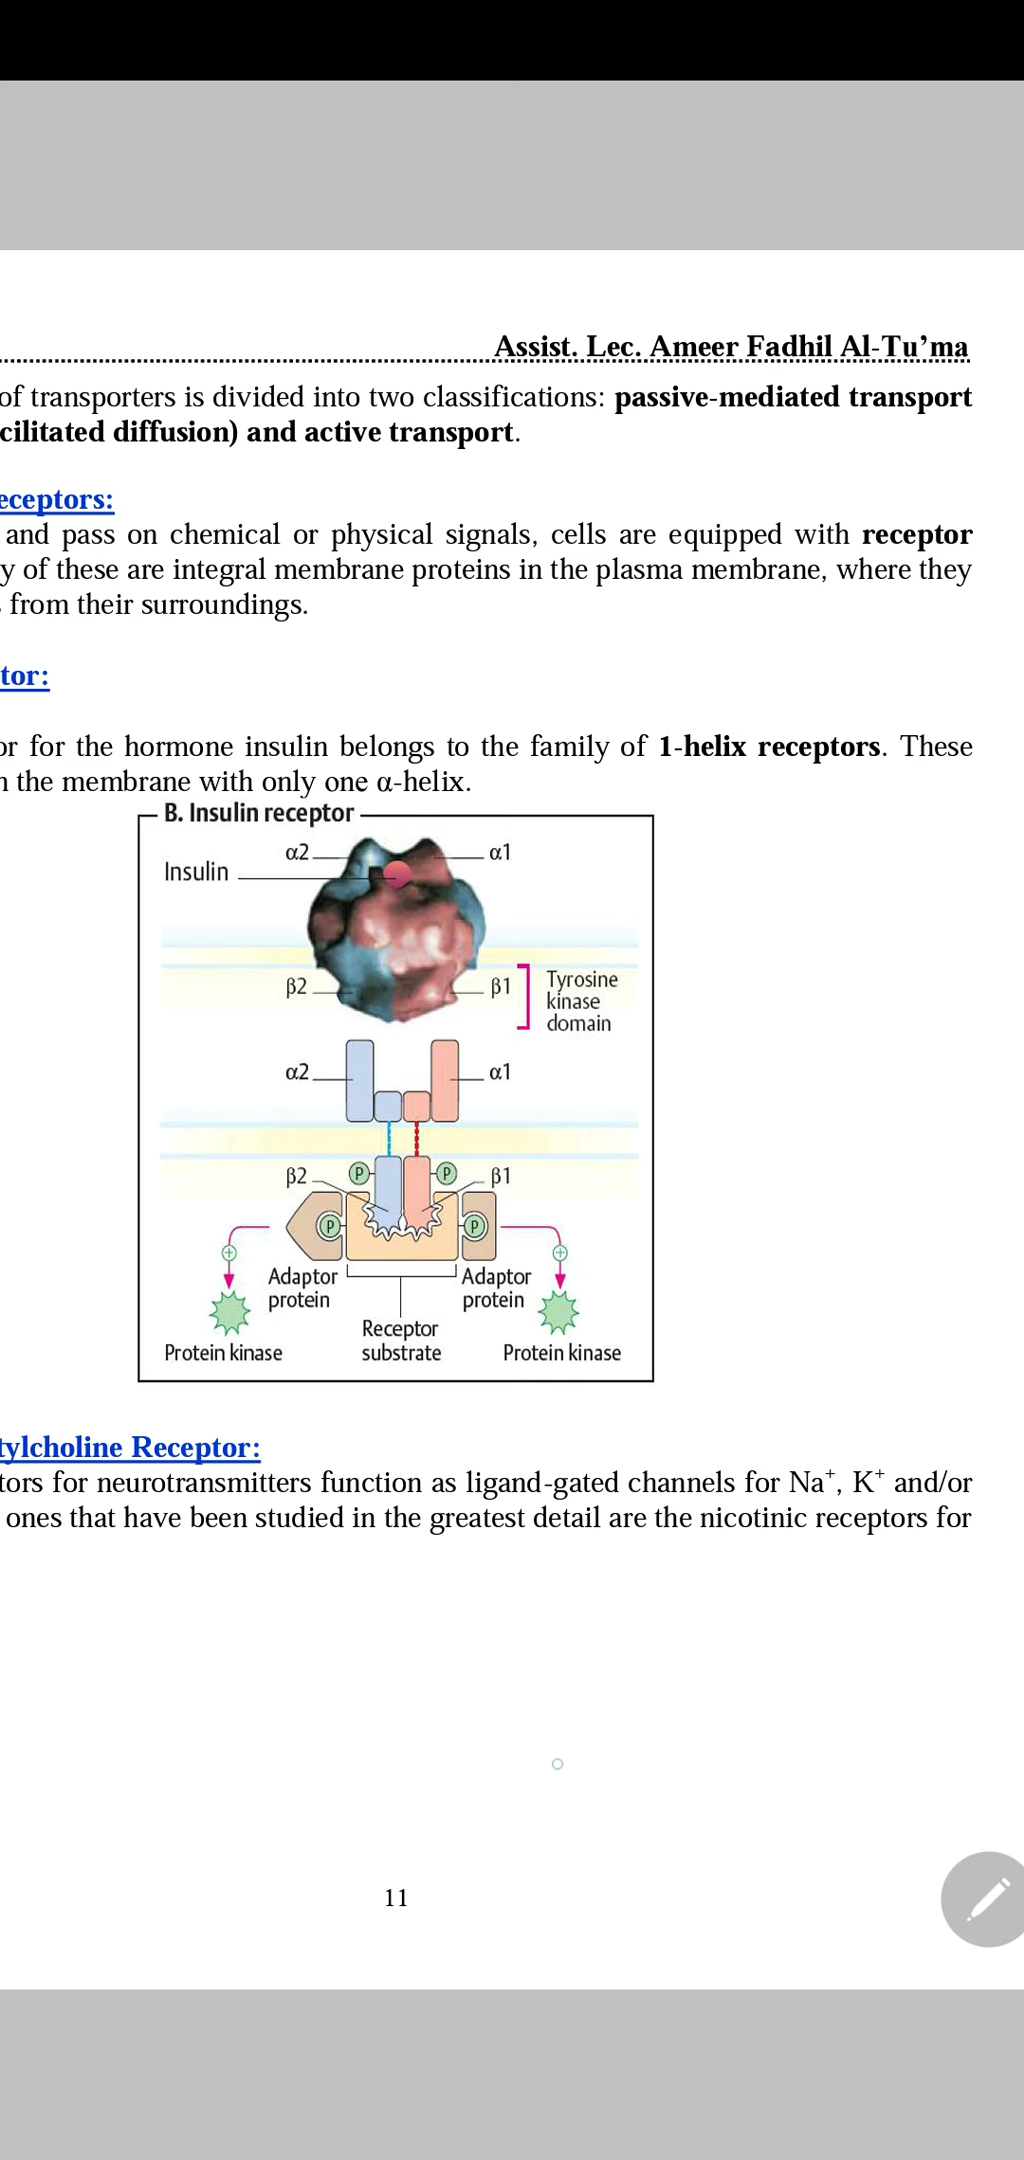 Assist. Lec. Ameer Fadhil Al-Tu’ma
of transporters is divided into two classifications: passive-mediated transport
cilitated diffusion) and active transport.
eceptors:
and pass on chemical or physical signals, cells are equipped with receptor
y of these are integral membrane proteins in the plasma membrane, where they
from their surroundings.
tor:
or for the hormone insulin belongs to the family of 1-helix receptors. These
the membrane with only one α-helix.
B. Insulin receptor
α2
α1
Insulin
β2
β1
Tyrosine
kinase
domain
α2
α1
β2
P
P
β1
P
P
+
+
Adaptor
protein
Adaptor
protein
Receptor
substrate
Protein kinase
Protein kinase
tylcholine Receptor:
tors for neurotransmitters function as ligand-gated channels for Na⁺, K⁺ and/or
ones that have been studied in the greatest detail are the nicotinic receptors for
11